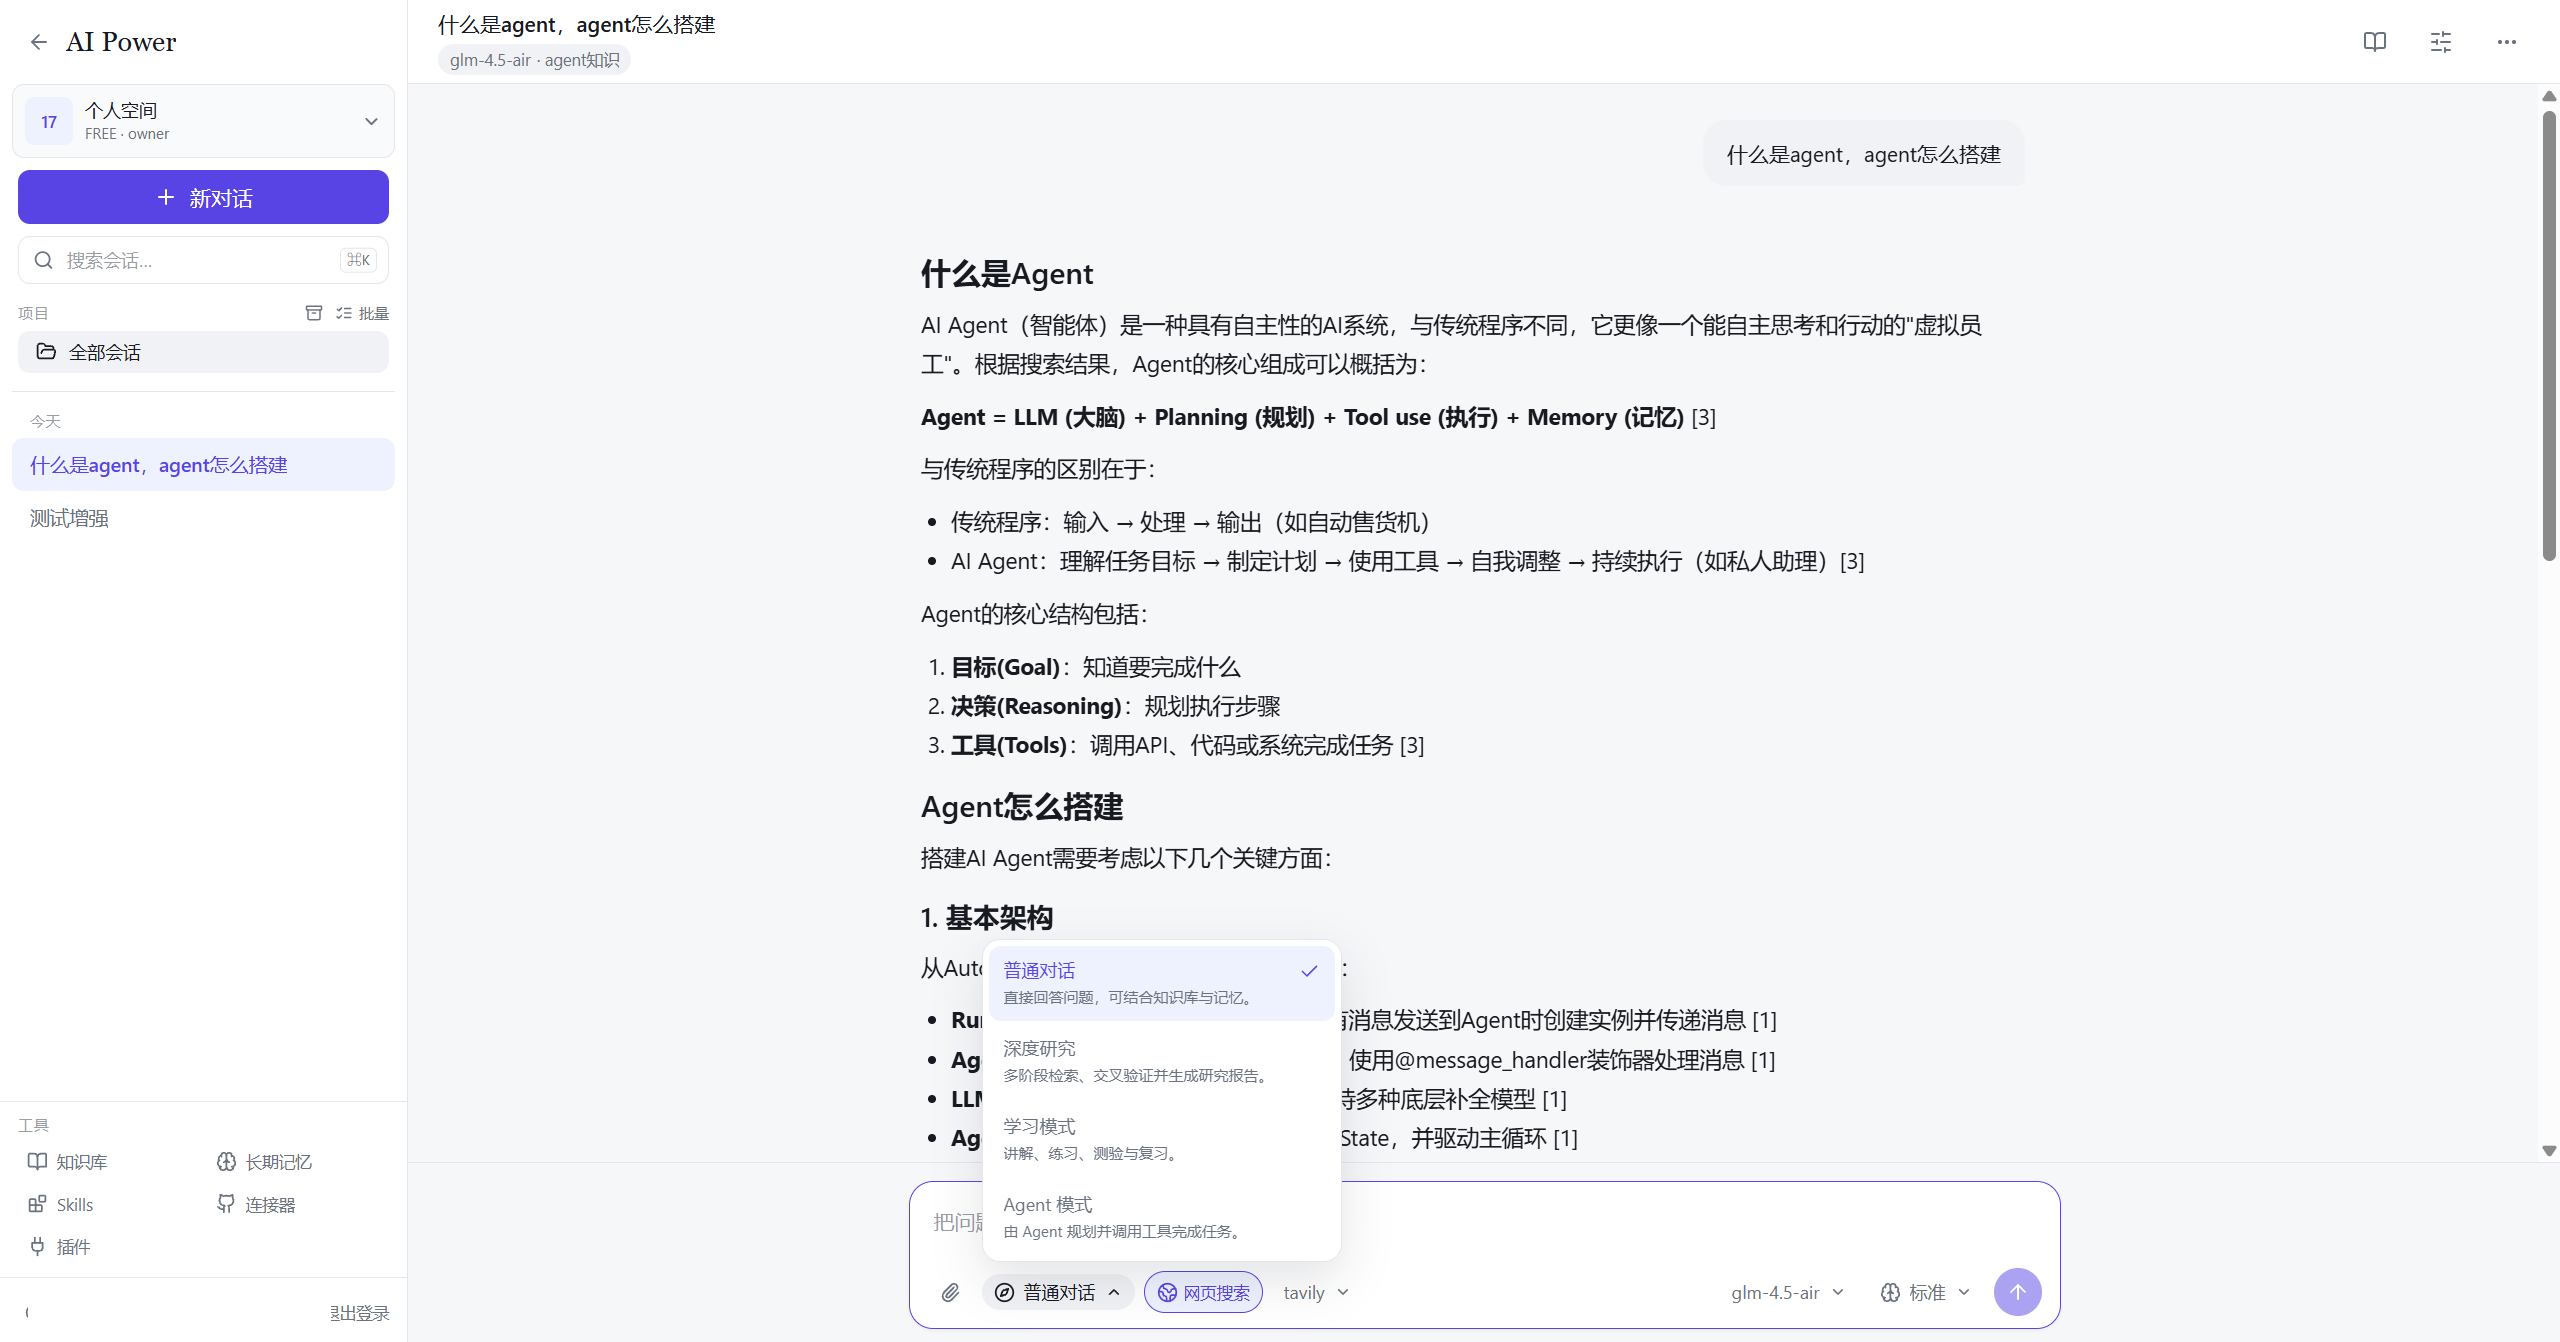 AI Power
17
个人空间
FREE · owner
新对话
搜索会话...
⌘K
项目
批量
全部会话
今天
什么是agent，agent怎么搭建
测试增强
工具
知识库
长期记忆
Skills
连接器
插件
退出登录
什么是agent，agent怎么搭建
glm-4.5-air · agent知识
什么是agent，agent怎么搭建
什么是Agent
AI Agent（智能体）是一种具有自主性的AI系统，与传统程序不同，它更像一个能自主思考和行动的"虚拟员
工"。根据搜索结果，Agent的核心组成可以概括为：
Agent = LLM (大脑) + Planning (规划) + Tool use (执行) + Memory (记忆) [3]
与传统程序的区别在于：
• 传统程序：输入 → 处理 → 输出（如自动售货机）
• AI Agent：理解任务目标 → 制定计划 → 使用工具 → 自我调整 → 持续执行（如私人助理）[3]
Agent的核心结构包括：
1. 目标(Goal)：知道要完成什么
2. 决策(Reasoning)：规划执行步骤
3. 工具(Tools)：调用API、代码或系统完成任务 [3]
Agent怎么搭建
搭建AI Agent需要考虑以下几个关键方面：
1. 基本架构
从Auto
：
消息发送到Agent时创建实例并传递消息 [1]
使用@message_handler装饰器处理消息 [1]
多种底层补全模型 [1]
State，并驱动主循环 [1]
普通对话
直接回答问题，可结合知识库与记忆。
深度研究
多阶段检索、交叉验证并生成研究报告。
学习模式
讲解、练习、测验与复习。
Agent 模式
由 Agent 规划并调用工具完成任务。
把问
普通对话
网页搜索
tavily
glm-4.5-air
标准